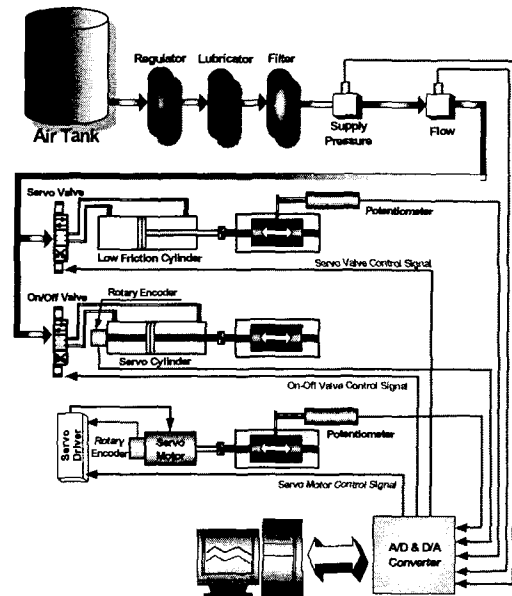 Regulator Lubricator Filter
Air Tank
Supply
Pressure
Flow
Servo Valve
Potentiometer
Low Friction Cylinder
Servo Valve Control Signal
On/Off Valve
Rotary Encoder
Servo Cylinder
On-Off Valve Control Signal
Potentiometer
Servo
Driver
Rotary
Encoder
Servo
Motor
Servo Motor Control Signal
A/D & D/A
Converter